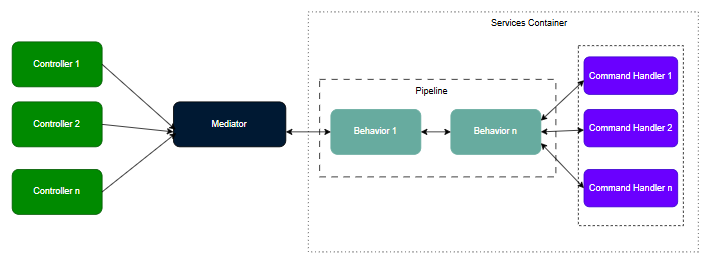 Services Container
Controller 1
Controller 2
Controller n
Mediator
Pipeline
Behavior 1
Behavior n
Command Handler 1
Command Handler 2
Command Handler n